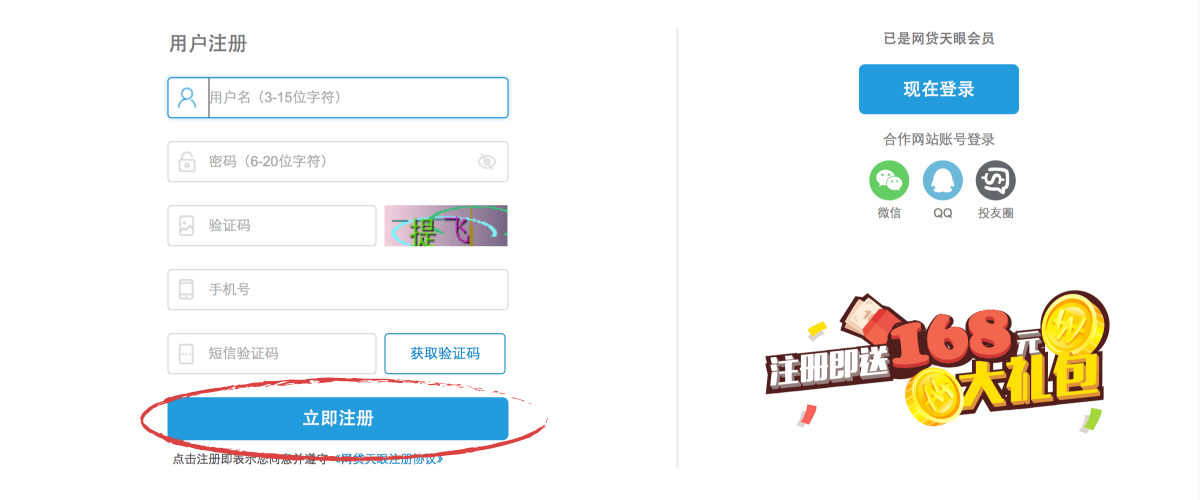 用户注册
用户名（3-15位字符）
密码（6-20位字符）
验证码
提飞
手机号
短信验证码
获取验证码
立即注册
点击注册即表示您同意并遵守《网贷天眼注册协议》
已是网贷天眼会员
现在登录
合作网站账号登录
微信
QQ
投友圈
注册即送168元
大礼包